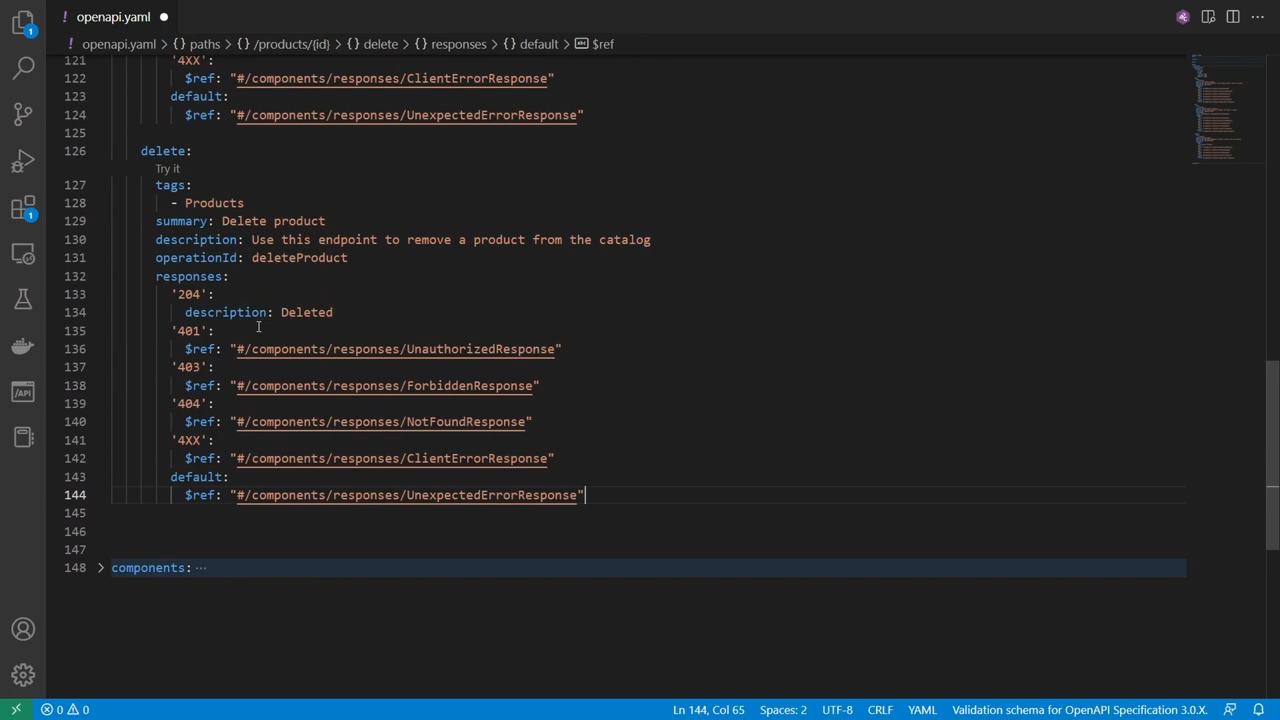 openapi.yaml
openapi.yaml > {} paths > {} /products/{id} > {} delete > {} responses > {} default > abc $ref
121 '4XX':
122 $ref: "#/components/responses/ClientErrorResponse"
123 default:
124 $ref: "#/components/responses/UnexpectedErrorResponse"
125
126 delete:
Try it
127 tags:
128 - Products
129 summary: Delete product
130 description: Use this endpoint to remove a product from the catalog
131 operationId: deleteProduct
132 responses:
133 '204':
134 description: Deleted
135 '401':
136 $ref: "#/components/responses/UnauthorizedResponse"
137 '403':
138 $ref: "#/components/responses/ForbiddenResponse"
139 '404':
140 $ref: "#/components/responses/NotFoundResponse"
141 '4XX':
142 $ref: "#/components/responses/ClientErrorResponse"
143 default:
144 $ref: "#/components/responses/UnexpectedErrorResponse"
145
146
147
148 components: ...
1
1
/API
0 0 Ln 144, Col 65 Spaces: 2 UTF-8 CRLF YAML Validation schema for OpenAPI Specification 3.0.X.